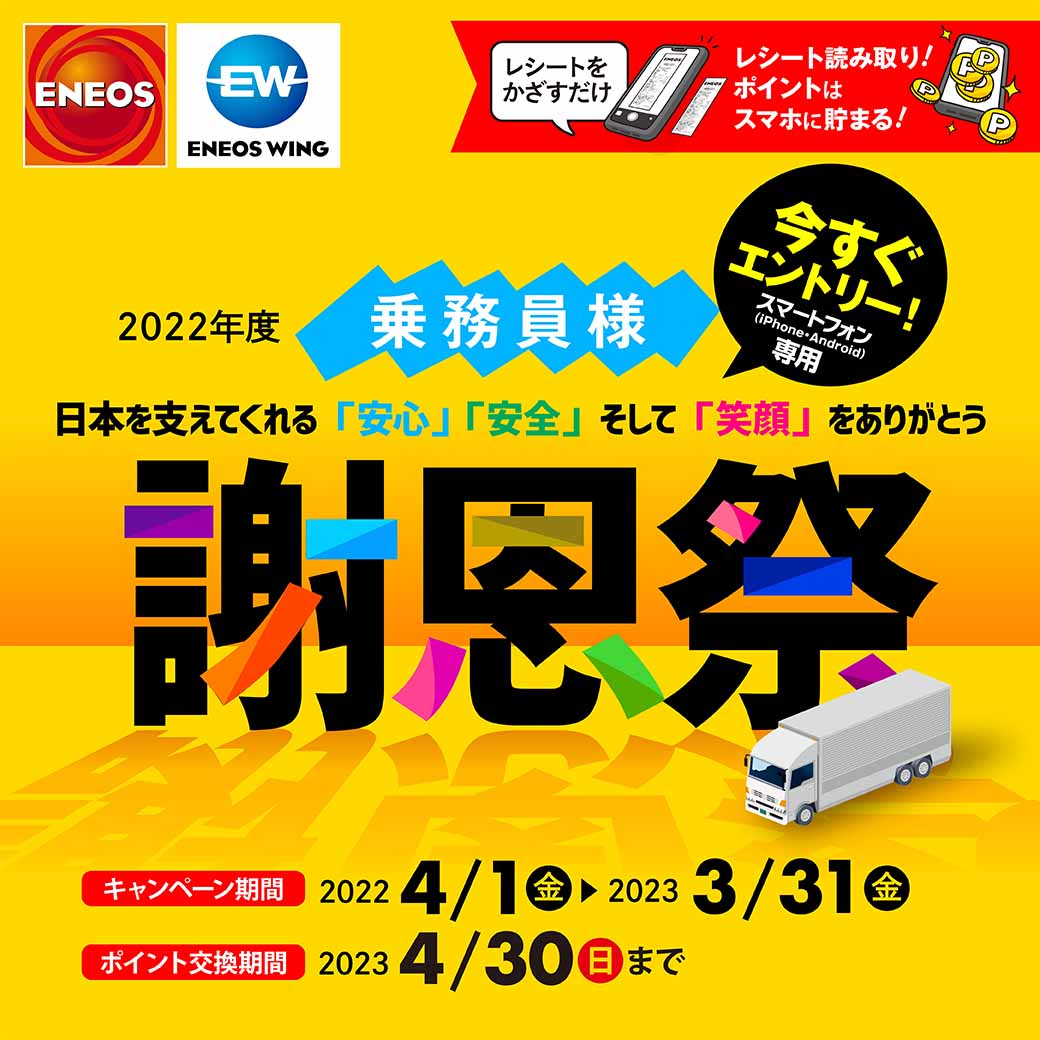 ENEOS
EW
ENEOS WING
レシートを
かざすだけ
レシート読み取り！
ポイントは
スマホに貯まる！
今すぐ
エントリー！
スマートフォン
(iPhone・Android)
専用
2022年度
乗務員様
日本を支えてくれる「安心」「安全」そして「笑顔」をありがとう
謝恩祭
キャンペーン期間 2022 4/1金▶2023 3/31金
ポイント交換期間 2023 4/30日まで